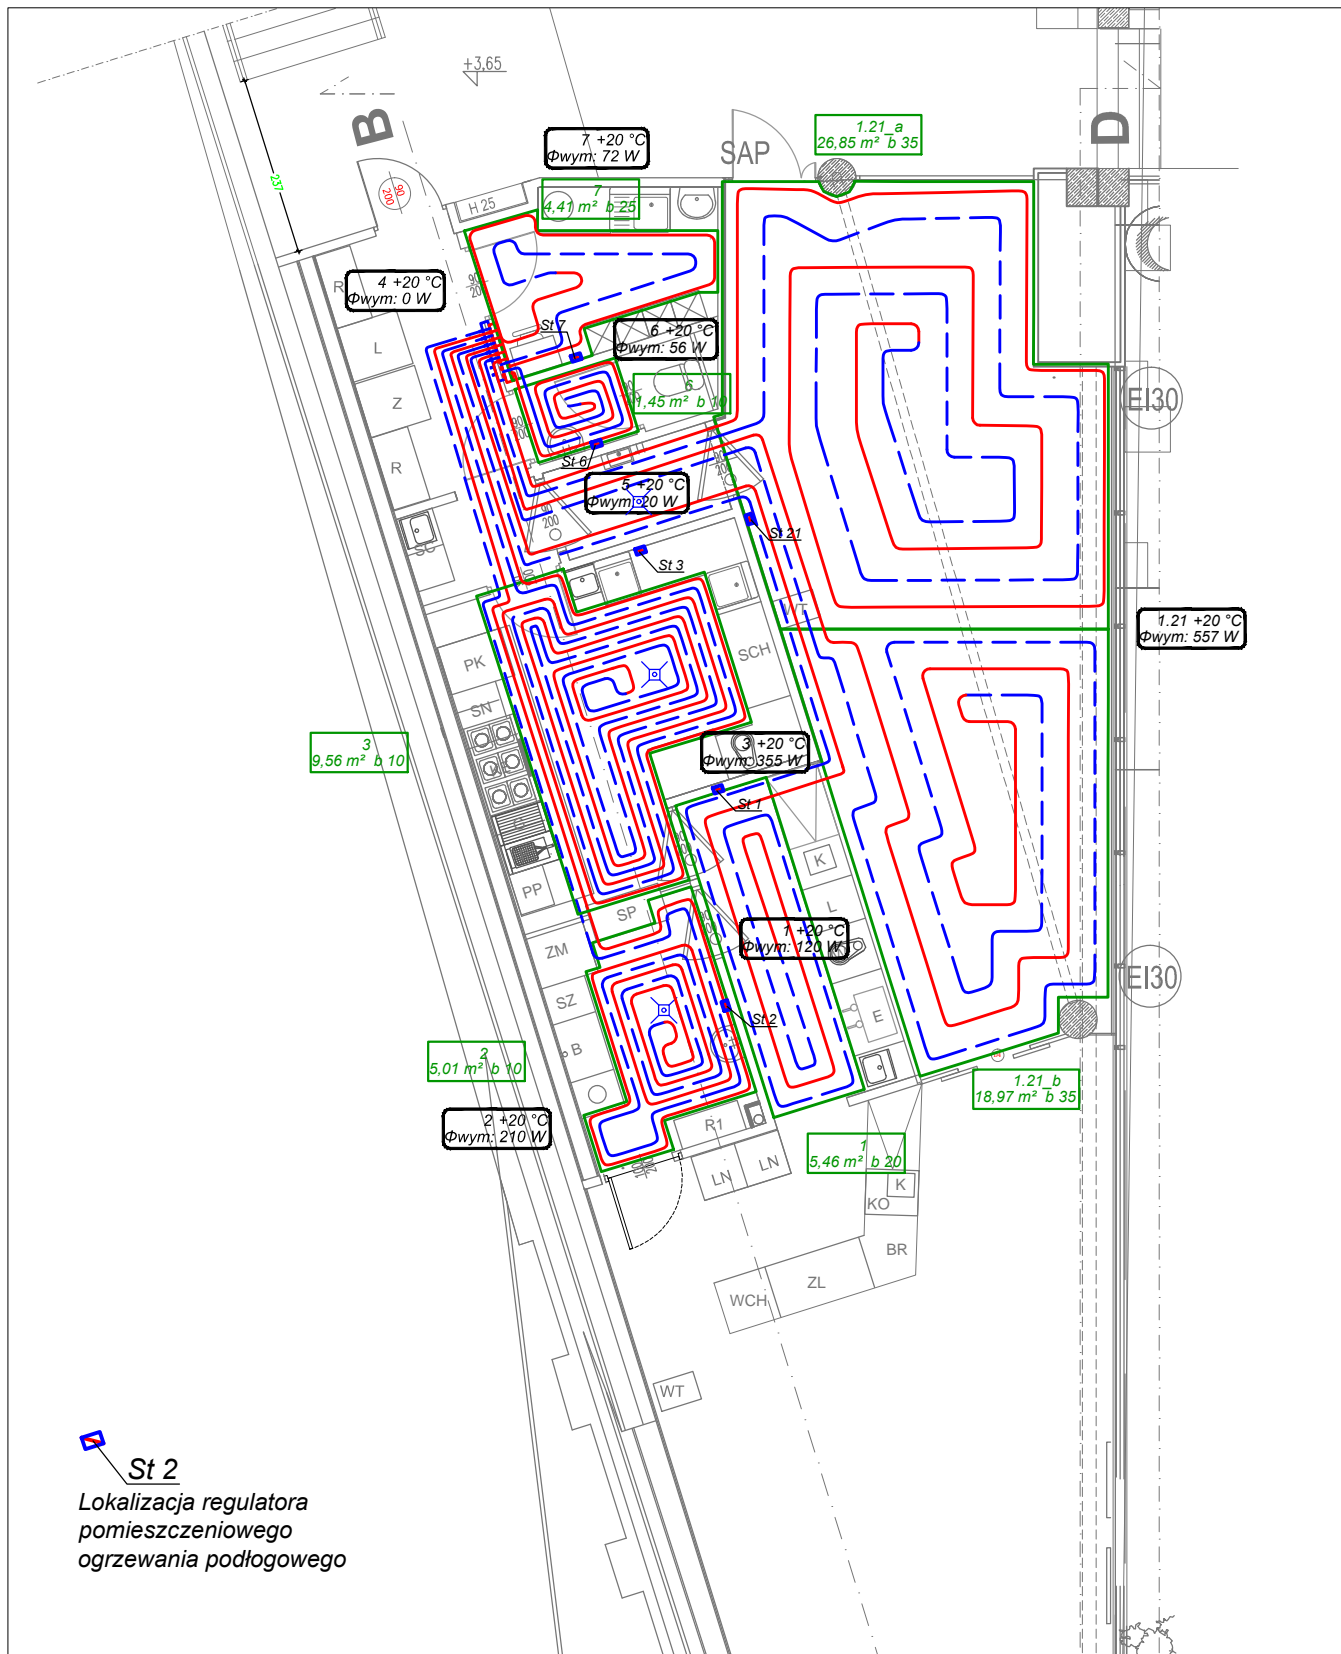 +3,65
B
D
7 +20 °C
Φwym: 72 W
SAP
1.21_a
26,85 m² b 35
237
90
200
H 25
7
4,41 m² b 25
R
4 +20 °C
Φwym: 0 W
L
St 7
6 +20 °C
Φwym: 56 W
Z
6
1,45 m² b 10
EI30
R
St 6
5 +20 °C
90
200
St 21
St 3
WT
1.21 +20 °C
Φwym: 557 W
PK
SCH
SN
3
9,56 m² b 10
3 +20 °C
Φwym: 355 W
St 1
K
PP
L
SP
1 +20 °C
Φwym: 120 W
ZM
EI30
SZ
St 2
E
B
2
5,01 m² b 10
1.21_b
18,97 m² b 35
2 +20 °C
Φwym: 210 W
R1
1
5,46 m² b 20
LN
LN
K
KO
BR
ZL
WCH
WT
St 2
Lokalizacja regulatora
pomieszczeniowego
ogrzewania podłogowego